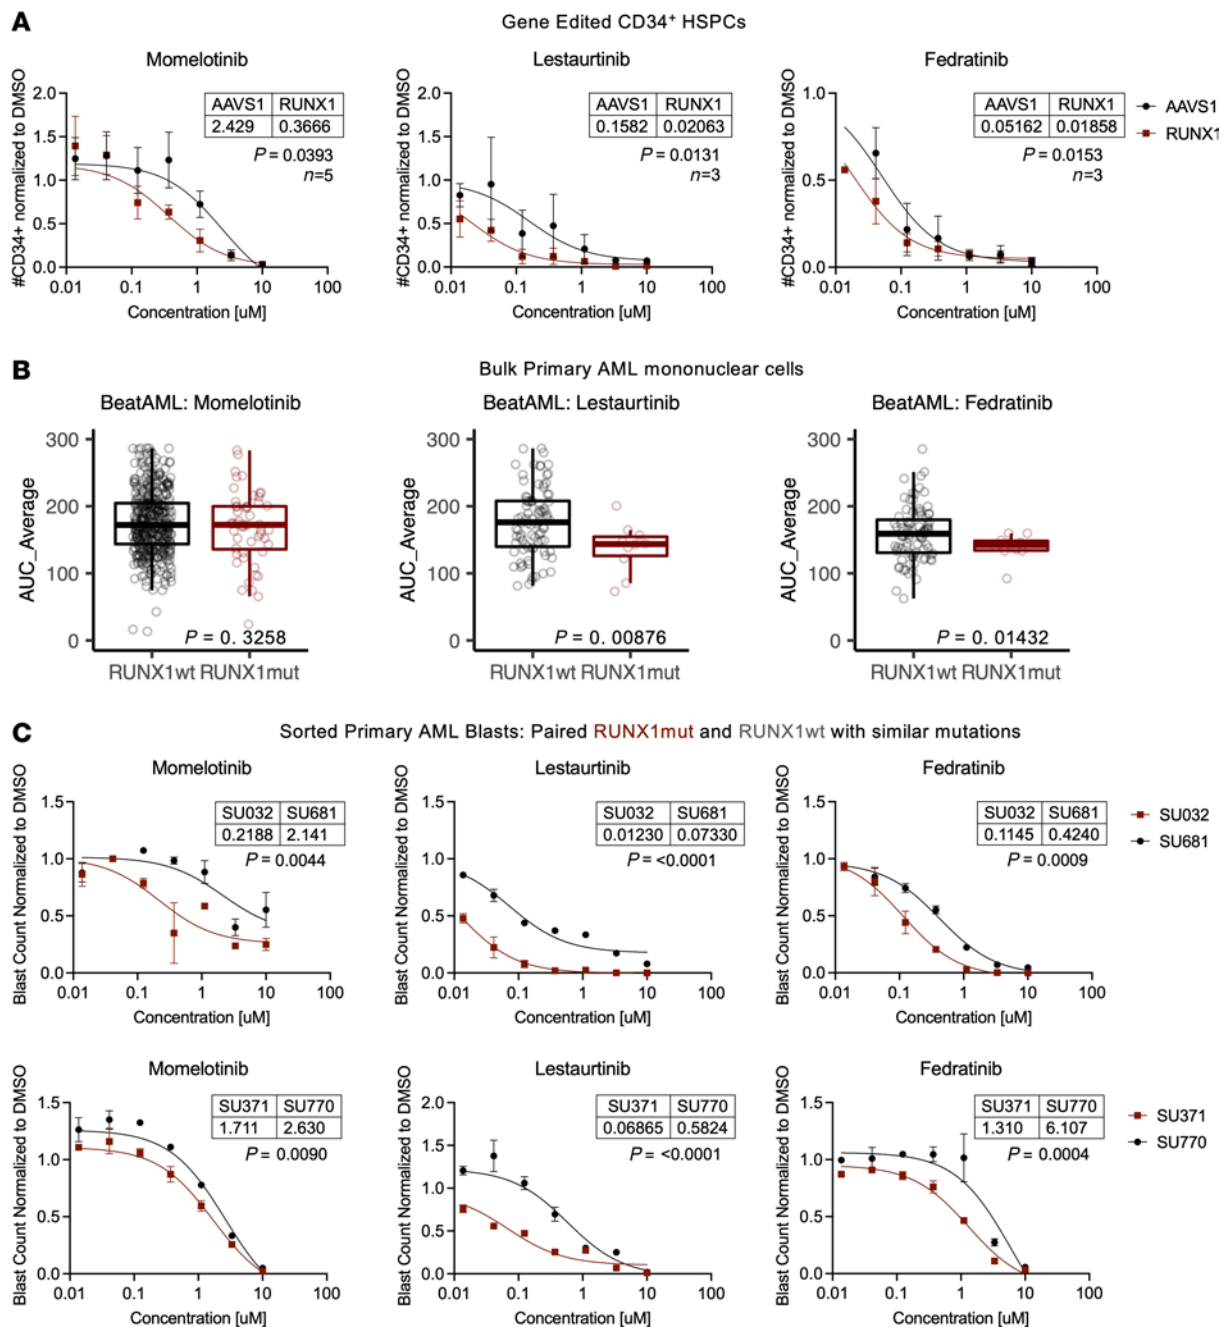 A
Gene Edited CD34+ HSPCs
Momelotinib
#CD34+ normalized to DMSO
2.0
1.5
1.0
0.5
0.0
0.01
0.1
1
10
100
Concentration [uM]
AAVS1 RUNX1
2.429 0.3666
P = 0.0393
n=5
Lestaurtinib
#CD34+ normalized to DMSO
2.0
1.5
1.0
0.5
0.0
0.01
0.1
1
10
100
Concentration [uM]
AAVS1 RUNX1
0.1582 0.02063
P = 0.0131
n=3
Fedratinib
#CD34+ normalized to DMSO
1.0
0.5
0.0
0.01
0.1
1
10
100
Concentration [uM]
AAVS1 RUNX1
0.05162 0.01858
P = 0.0153
n=3
AAVS1
RUNX1
B
Bulk Primary AML mononuclear cells
BeatAML: Momelotinib
AUC_Average
300
200
100
0
P = 0. 3258
RUNX1wt RUNX1mut
BeatAML: Lestaurtinib
AUC_Average
300
200
100
0
P = 0. 00876
RUNX1wt RUNX1mut
BeatAML: Fedratinib
AUC_Average
300
200
100
0
P = 0. 01432
RUNX1wt RUNX1mut
C
Sorted Primary AML Blasts: Paired RUNX1mut and RUNX1wt with similar mutations
Momelotinib
Blast Count Normalized to DMSO
1.5
1.0
0.5
0.0
0.01
0.1
1
10
100
Concentration [uM]
SU032 SU681
0.2188 2.141
P = 0.0044
Lestaurtinib
Blast Count Normalized to DMSO
1.5
1.0
0.5
0.0
0.01
0.1
1
10
100
Concentration [uM]
SU032 SU681
0.01230 0.07330
P = <0.0001
Fedratinib
Blast Count Normalized to DMSO
1.5
1.0
0.5
0.0
0.01
0.1
1
10
100
Concentration [uM]
SU032 SU681
0.1145 0.4240
P = 0.0009
SU032
SU681
Momelotinib
Blast Count Normalized to DMSO
1.5
1.0
0.5
0.0
0.01
0.1
1
10
100
Concentration [uM]
SU371 SU770
1.711 2.630
P = 0.0090
Lestaurtinib
Blast Count Normalized to DMSO
2.0
1.5
1.0
0.5
0.0
0.01
0.1
1
10
100
Concentration [uM]
SU371 SU770
0.06865 0.5824
P = <0.0001
Fedratinib
Blast Count Normalized to DMSO
1.5
1.0
0.5
0.0
0.01
0.1
1
10
100
Concentration [uM]
SU371 SU770
1.310 6.107
P = 0.0004
SU371
SU770